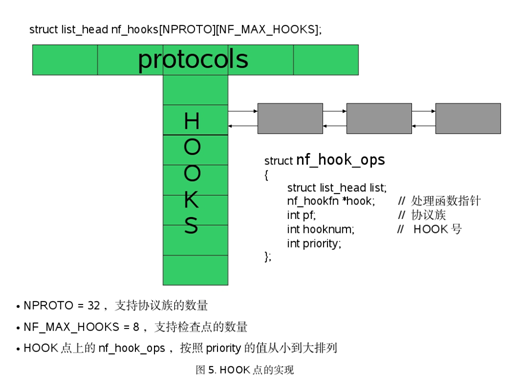 struct list_head nf_hooks[NPROTO][NF_MAX_HOOKS];
protocols
H
O
O
K
S
struct nf_hook_ops
{
struct list_head list;
nf_hookfn *hook; // 处理函数指针
int pf; // 协议族
int hooknum; // HOOK 号
int priority;
};
• NPROTO = 32 ，支持协议族的数量
• NF_MAX_HOOKS = 8 ，支持检查点的数量
• HOOK 点上的 nf_hook_ops ，按照 priority 的值从小到大排列
图 5. HOOK 点的实现